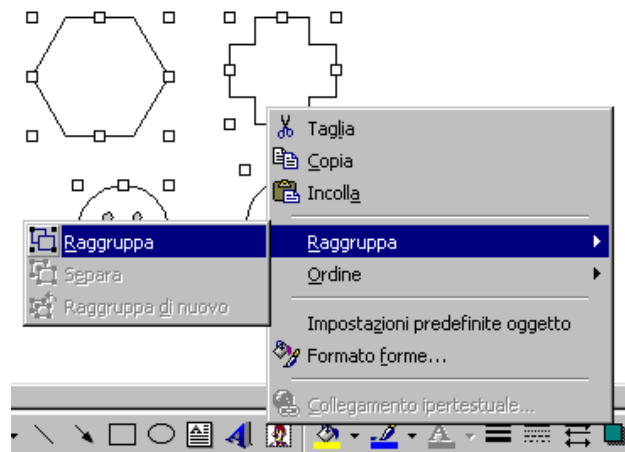 Taglia
Copia
Incolla
Raggruppa
Ordine
Impostazioni predefinite oggetto
Formato forme...
Collegamento ipertestuale...
Raggruppa
Separa
Raggruppa di nuovo
A
A